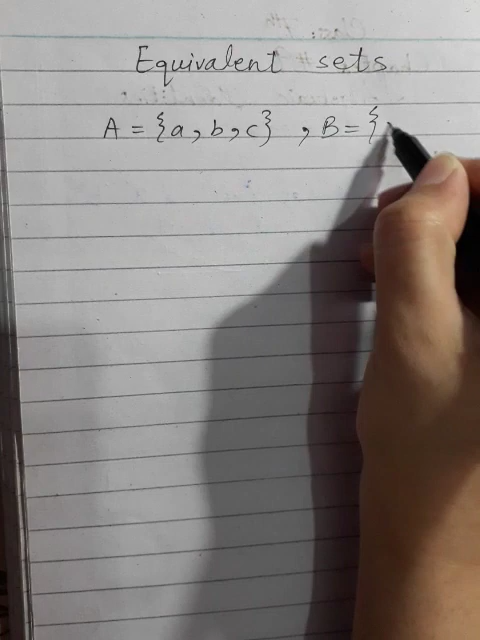 Equivalent sets
A = {a, b, c} , B = {